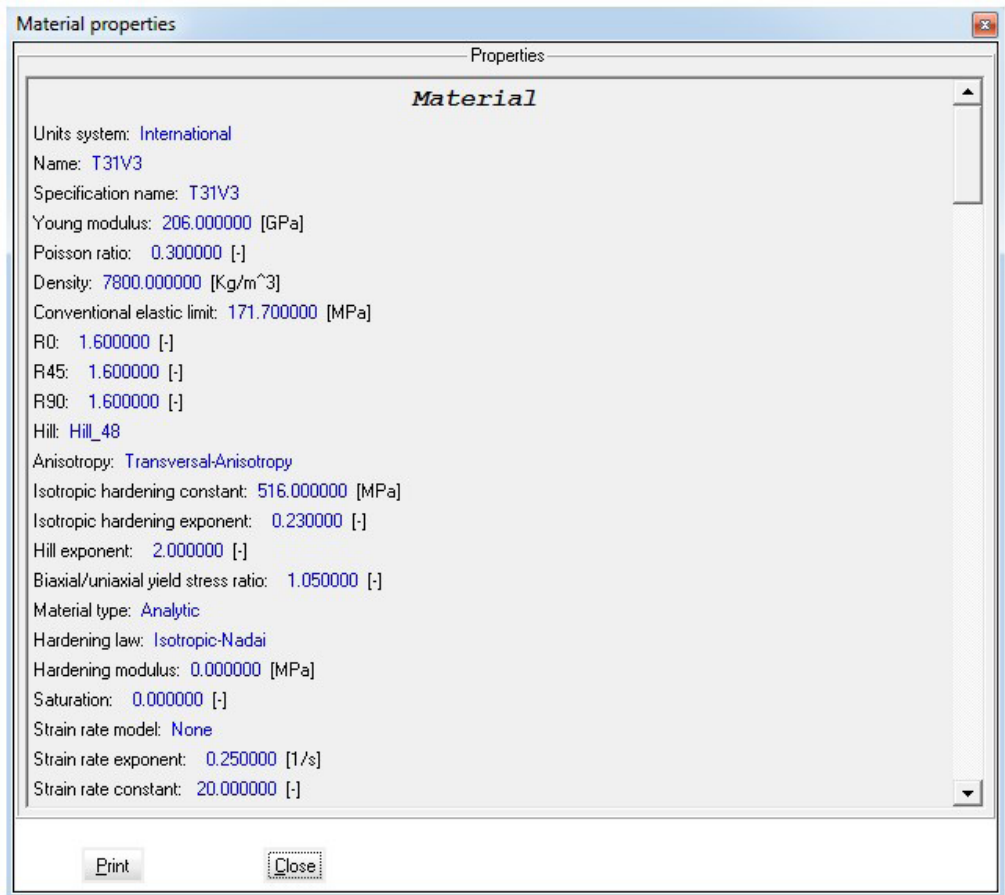 Material properties
Properties
Material
Units system: International
Name: T31V3
Specification name: T31V3
Young modulus: 206.000000 [GPa]
Poisson ratio: 0.300000 [-]
Density: 7800.000000 [Kg/m^3]
Conventional elastic limit: 171.700000 [MPa]
R0: 1.600000 [-]
R45: 1.600000 [-]
R90: 1.600000 [-]
Hill: Hill_48
Anisotropy: Transversal-Anisotropy
Isotropic hardening constant: 516.000000 [MPa]
Isotropic hardening exponent: 0.230000 [-]
Hill exponent: 2.000000 [-]
Biaxial/uniaxial yield stress ratio: 1.050000 [-]
Material type: Analytic
Hardening law: Isotropic-Nadai
Hardening modulus: 0.000000 [MPa]
Saturation: 0.000000 [-]
Strain rate model: None
Strain rate exponent: 0.250000 [1/s]
Strain rate constant: 20.000000 [-]
Print Close